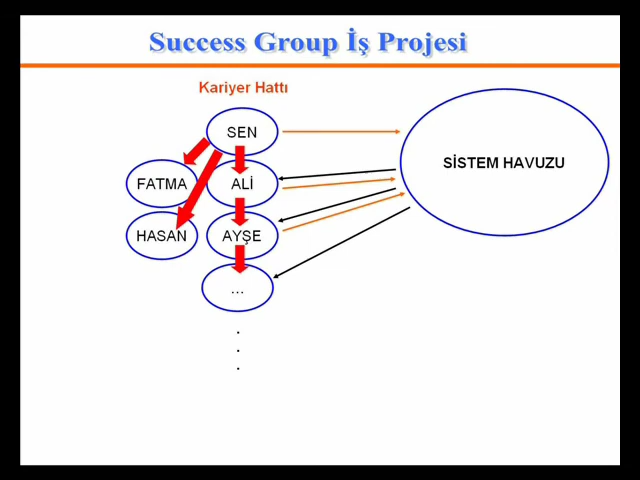 Success Group İş Projesi
Kariyer Hattı
SEN
SİSTEM HAVUZU
FATMA
ALİ
HASAN
AYŞE
...
.
.
.